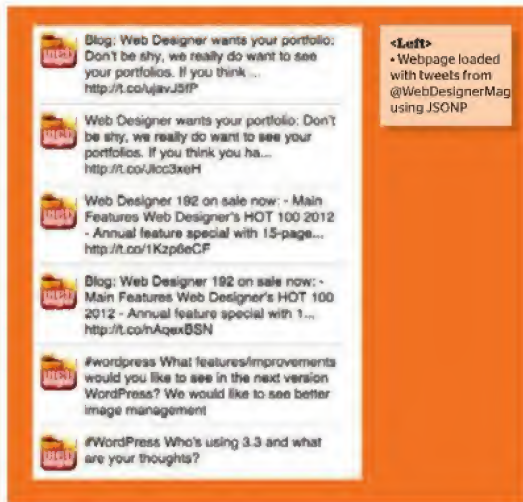 Blog: Web Designer wants your portfolio:
Don't be shy, we really do want to see
your portfolios. If you think ...
http://t.co/ujavJ5fP
Web Designer wants your portfolio: Don't
be shy, we really do want to see your
portfolios. If you think you ha...
http://t.co/Jlcc3xeH
Web Designer 192 on sale now: - Main
Features Web Designer's HOT 100 2012
- Annual feature special with 15-page...
http://t.co/1Kzp6eCF
Blog: Web Designer 192 on sale now: -
Main Features Web Designer's HOT 100
2012 - Annual feature special with 1...
http://t.co/nAqexBSN
#wordpress What features/improvements
would you like to see in the next version
WordPress? We would like to see better
image management
#WordPress Who's using 3.3 and what
are your thoughts?
<Left>
• Webpage loaded
with tweets from
@WebDesignerMag
using JSONP